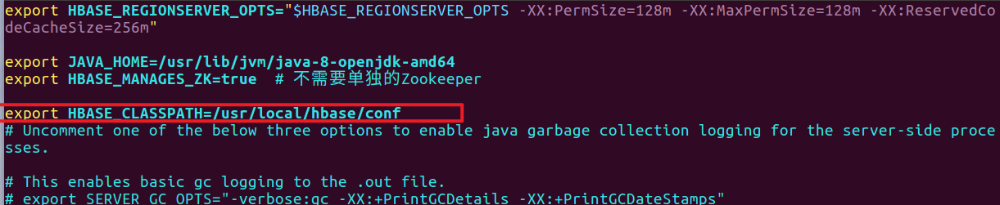 export HBASE_REGIONSERVER_OPTS="$HBASE_REGIONSERVER_OPTS -XX:PermSize=128m -XX:MaxPermSize=128m -XX:ReservedCo
deCacheSize=256m"
export JAVA_HOME=/usr/lib/jvm/java-8-openjdk-amd64
export HBASE_MANAGES_ZK=true  # 不需要单独的Zookeeper
export HBASE_CLASSPATH=/usr/local/hbase/conf
# Uncomment one of the below three options to enable java garbage collection logging for the server-side proce
sses.
# This enables basic gc logging to the .out file.
# export SERVER_GC_OPTS="-verbose:gc -XX:+PrintGCDetails -XX:+PrintGCDateStamps"